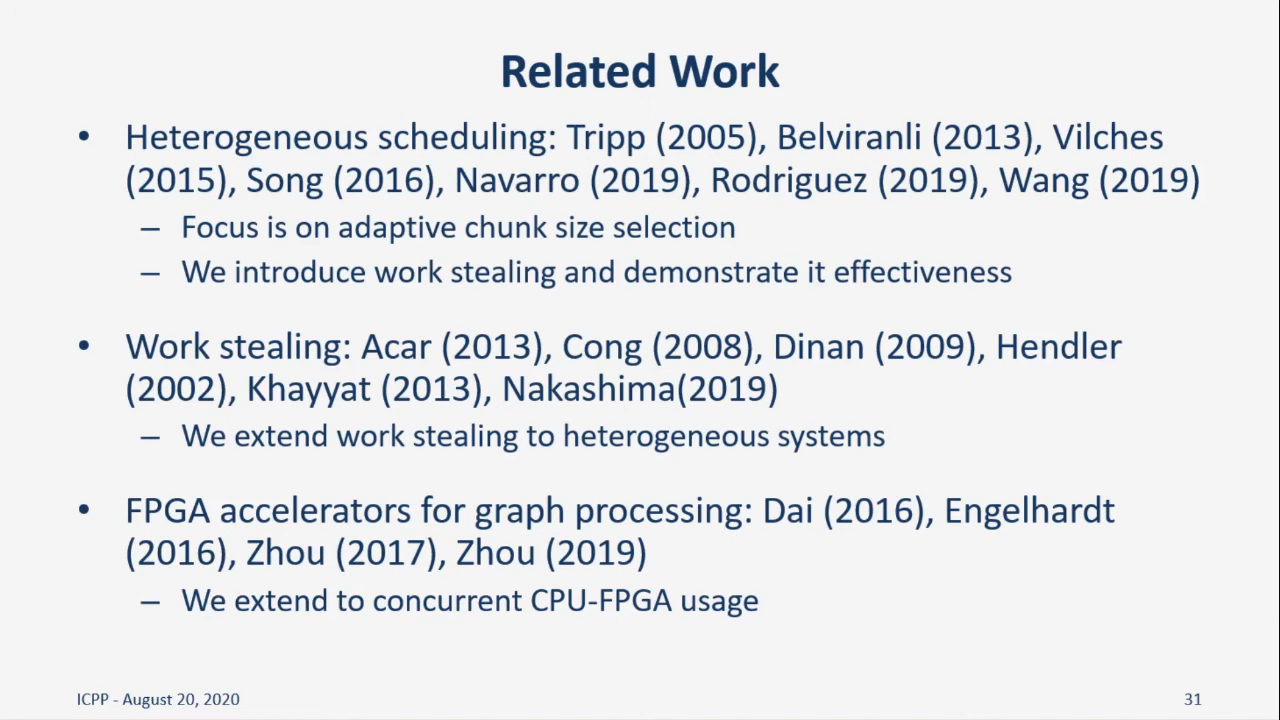 Related Work
• Heterogeneous scheduling: Tripp (2005), Belviranli (2013), Vilches
(2015), Song (2016), Navarro (2019), Rodriguez (2019), Wang (2019)
– Focus is on adaptive chunk size selection
– We introduce work stealing and demonstrate it effectiveness
• Work stealing: Acar (2013), Cong (2008), Dinan (2009), Hendler
(2002), Khayyat (2013), Nakashima(2019)
– We extend work stealing to heterogeneous systems
• FPGA accelerators for graph processing: Dai (2016), Engelhardt
(2016), Zhou (2017), Zhou (2019)
– We extend to concurrent CPU-FPGA usage
ICPP - August 20, 2020
31